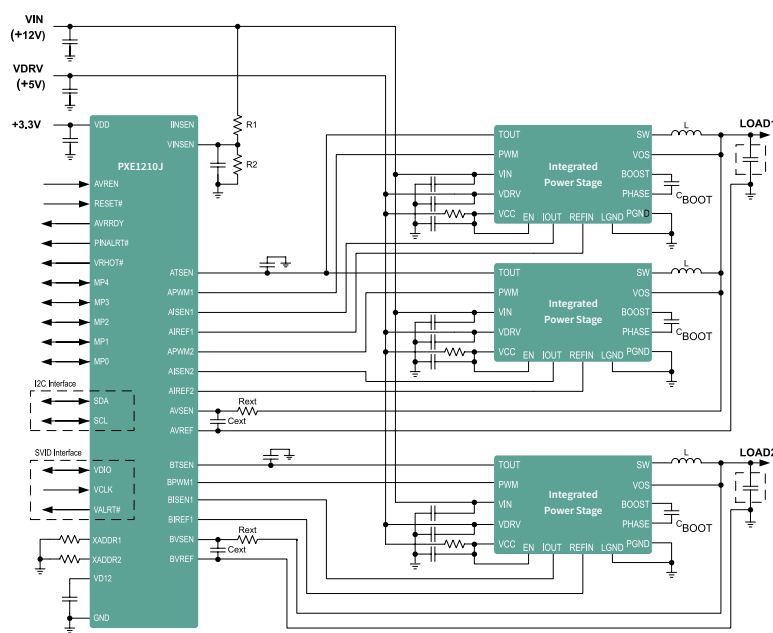 VIN
(+12V)
VDRV
(+5V)
+3.3V
VDD
IINSEN
VINSEN
R1
R2
PXE1210J
AVREN
RESET#
AVRRDY
PINALRT#
VRHOT#
MP4
MP3
MP2
MP1
MP0
I2C Interface
SDA
SCL
SVID Interface
VDIO
VCLK
VALRT#
XADDR1
XADDR2
VD12
GND
ATSEN
APWM1
AISEN1
AIREF1
APWM2
AISEN2
AIREF2
AVSEN
AVREF
Rext
Cext
BTSEN
BPWM1
BISEN1
BIREF1
BVSEN
BVREF
Rext
Cext
TOUT
PWM
VIN
VDRV
VCC
EN
IOUT
REFIN
LGND
PGND
PHASE
BOOST
VOS
SW
Integrated
Power Stage
L
LOAD1
CBOOT
TOUT
PWM
VIN
VDRV
VCC
EN
IOUT
REFIN
LGND
PGND
PHASE
BOOST
VOS
SW
Integrated
Power Stage
L
CBOOT
TOUT
PWM
VIN
VDRV
VCC
EN
IOUT
REFIN
LGND
PGND
PHASE
BOOST
VOS
SW
Integrated
Power Stage
L
LOAD2
CBOOT